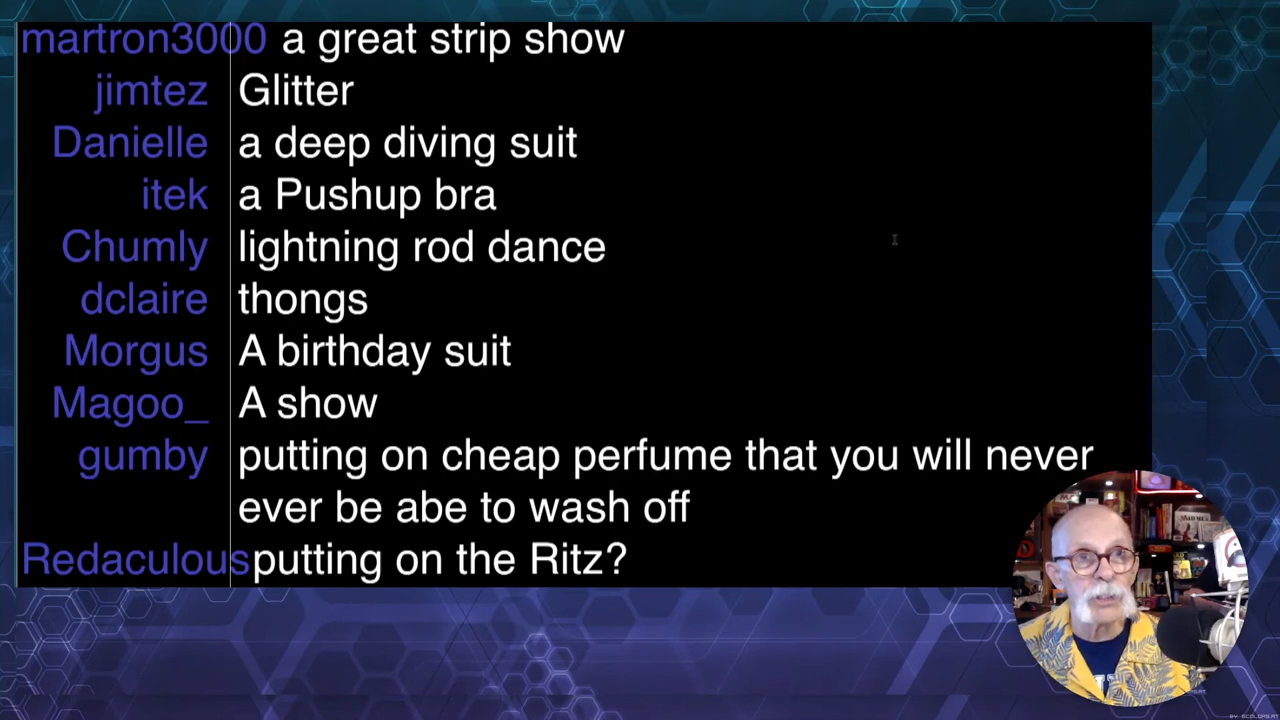 martron3000 a great strip show
jimtez Glitter
Danielle a deep diving suit
itek a Pushup bra
Chumly lightning rod dance
dclaire thongs
Morgus A birthday suit
Magoo_ A show
gumby putting on cheap perfume that you will never
ever be abe to wash off
Redaculous putting on the Ritz?